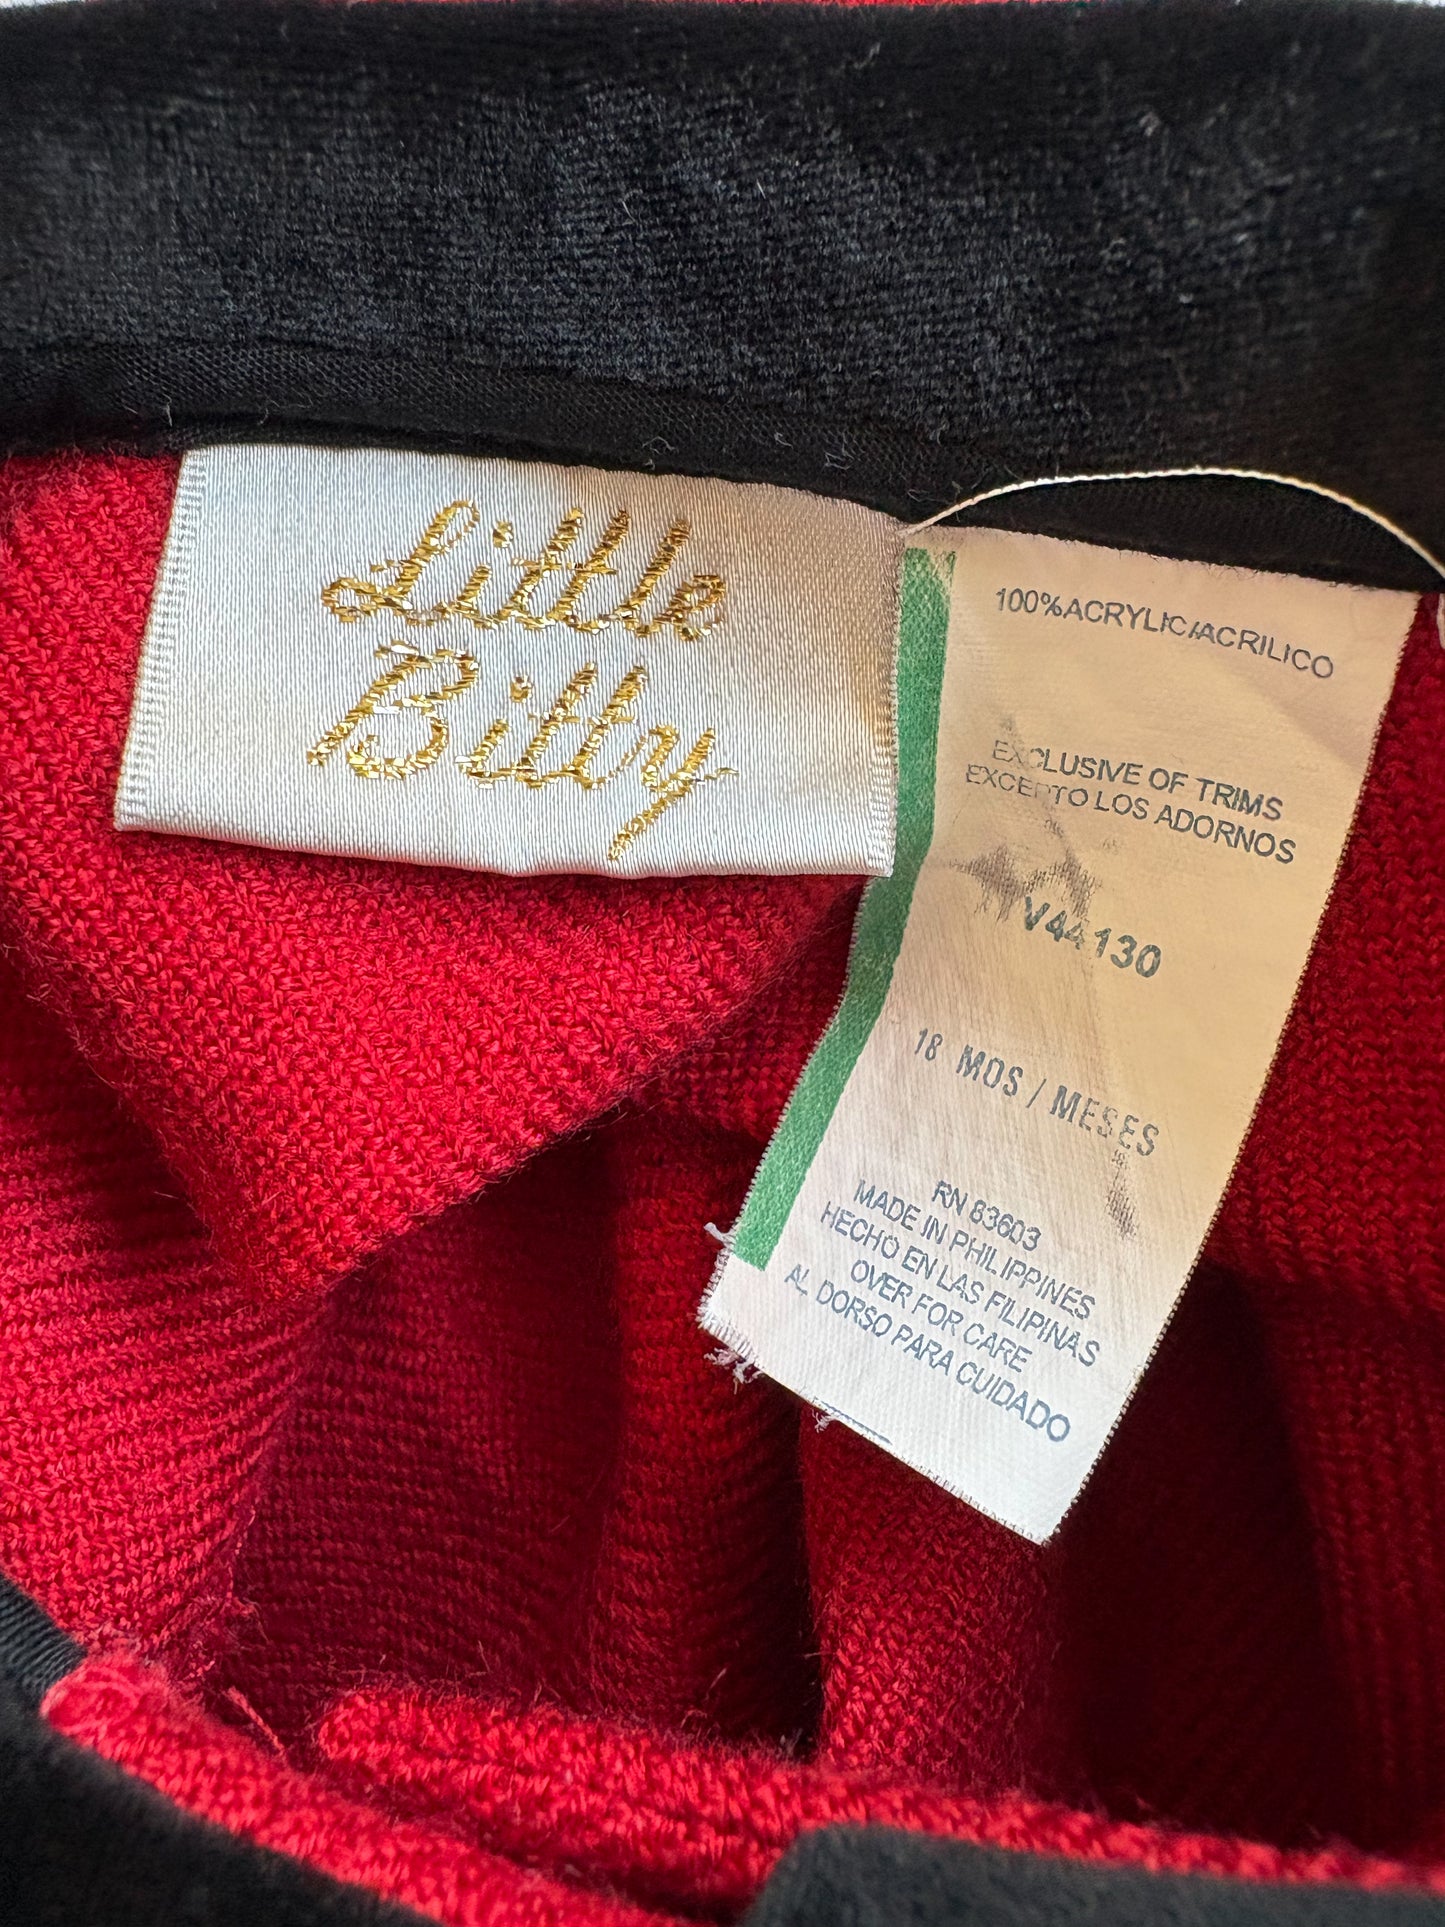 Little
Bitty
100%ACRYLIC/ACRILICO
EXCLUSIVE OF TRIMS
EXCEPTO LOS ADORNOS
V44130
18 MOS / MESES
RN 83603
MADE IN PHILIPPINES
HECHO EN LAS FILIPINAS
OVER FOR CARE
AL DORSO PARA CUIDADO